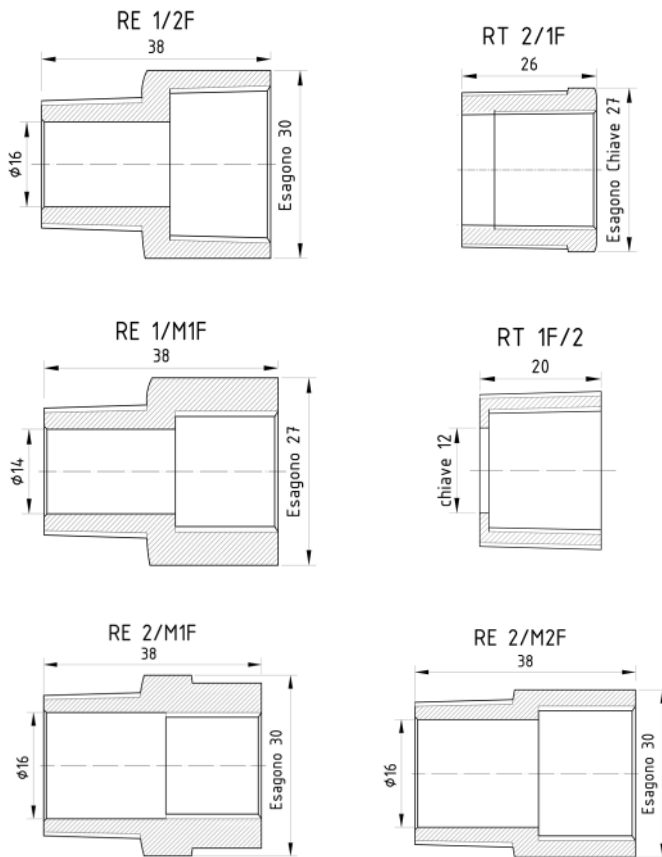 RE 1/2F
38
Ø16
Esagono 30
RT 2/1F
26
Esagono Chiave 27
RE 1/M1F
38
Ø14
Esagono 27
RT 1F/2
20
chiave 12
RE 2/M1F
38
Ø16
Esagono 30
RE 2/M2F
38
Ø16
Esagono 30